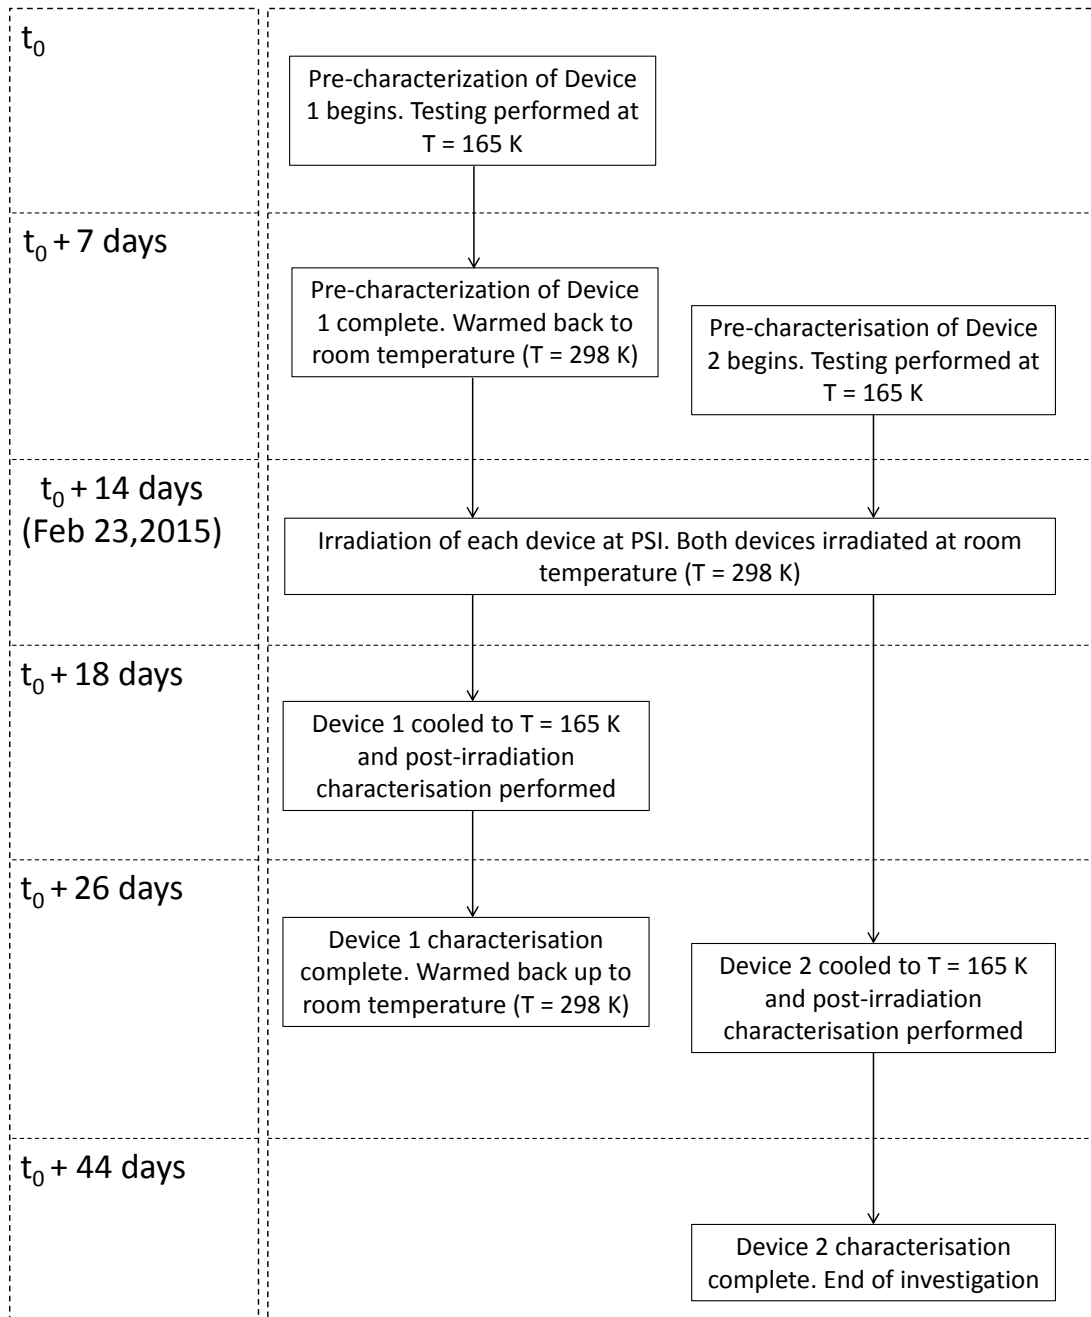 t₀
Pre-characterization of Device
1 begins. Testing performed at
T = 165 K
t₀ + 7 days
Pre-characterization of Device
1 complete. Warmed back to
room temperature (T = 298 K)
Pre-characterisation of Device
2 begins. Testing performed at
T = 165 K
t₀ + 14 days
(Feb 23,2015)
Irradiation of each device at PSI. Both devices irradiated at room
temperature (T = 298 K)
t₀ + 18 days
Device 1 cooled to T = 165 K
and post-irradiation
characterisation performed
t₀ + 26 days
Device 1 characterisation
complete. Warmed back up to
room temperature (T = 298 K)
Device 2 cooled to T = 165 K
and post-irradiation
characterisation performed
t₀ + 44 days
Device 2 characterisation
complete. End of investigation